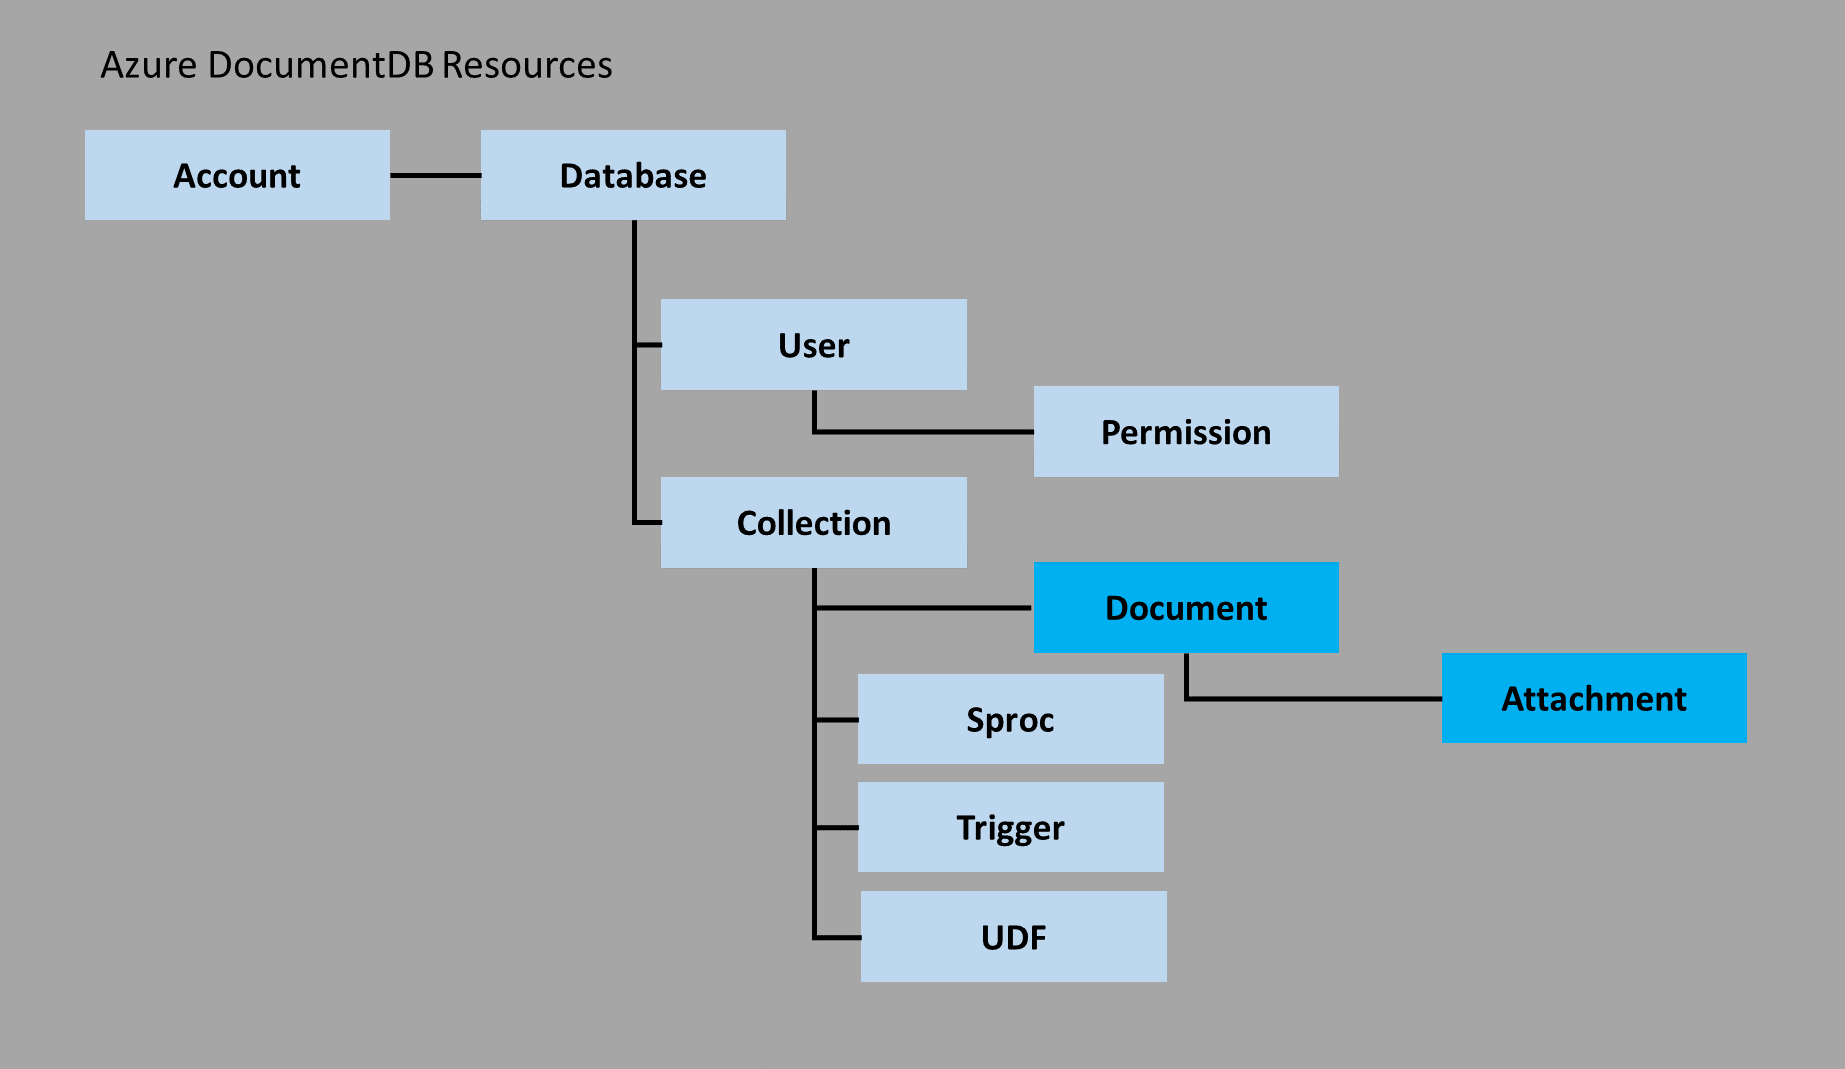 Azure DocumentDB Resources
Account
Database
User
Permission
Collection
Document
Attachment
Sproc
Trigger
UDF